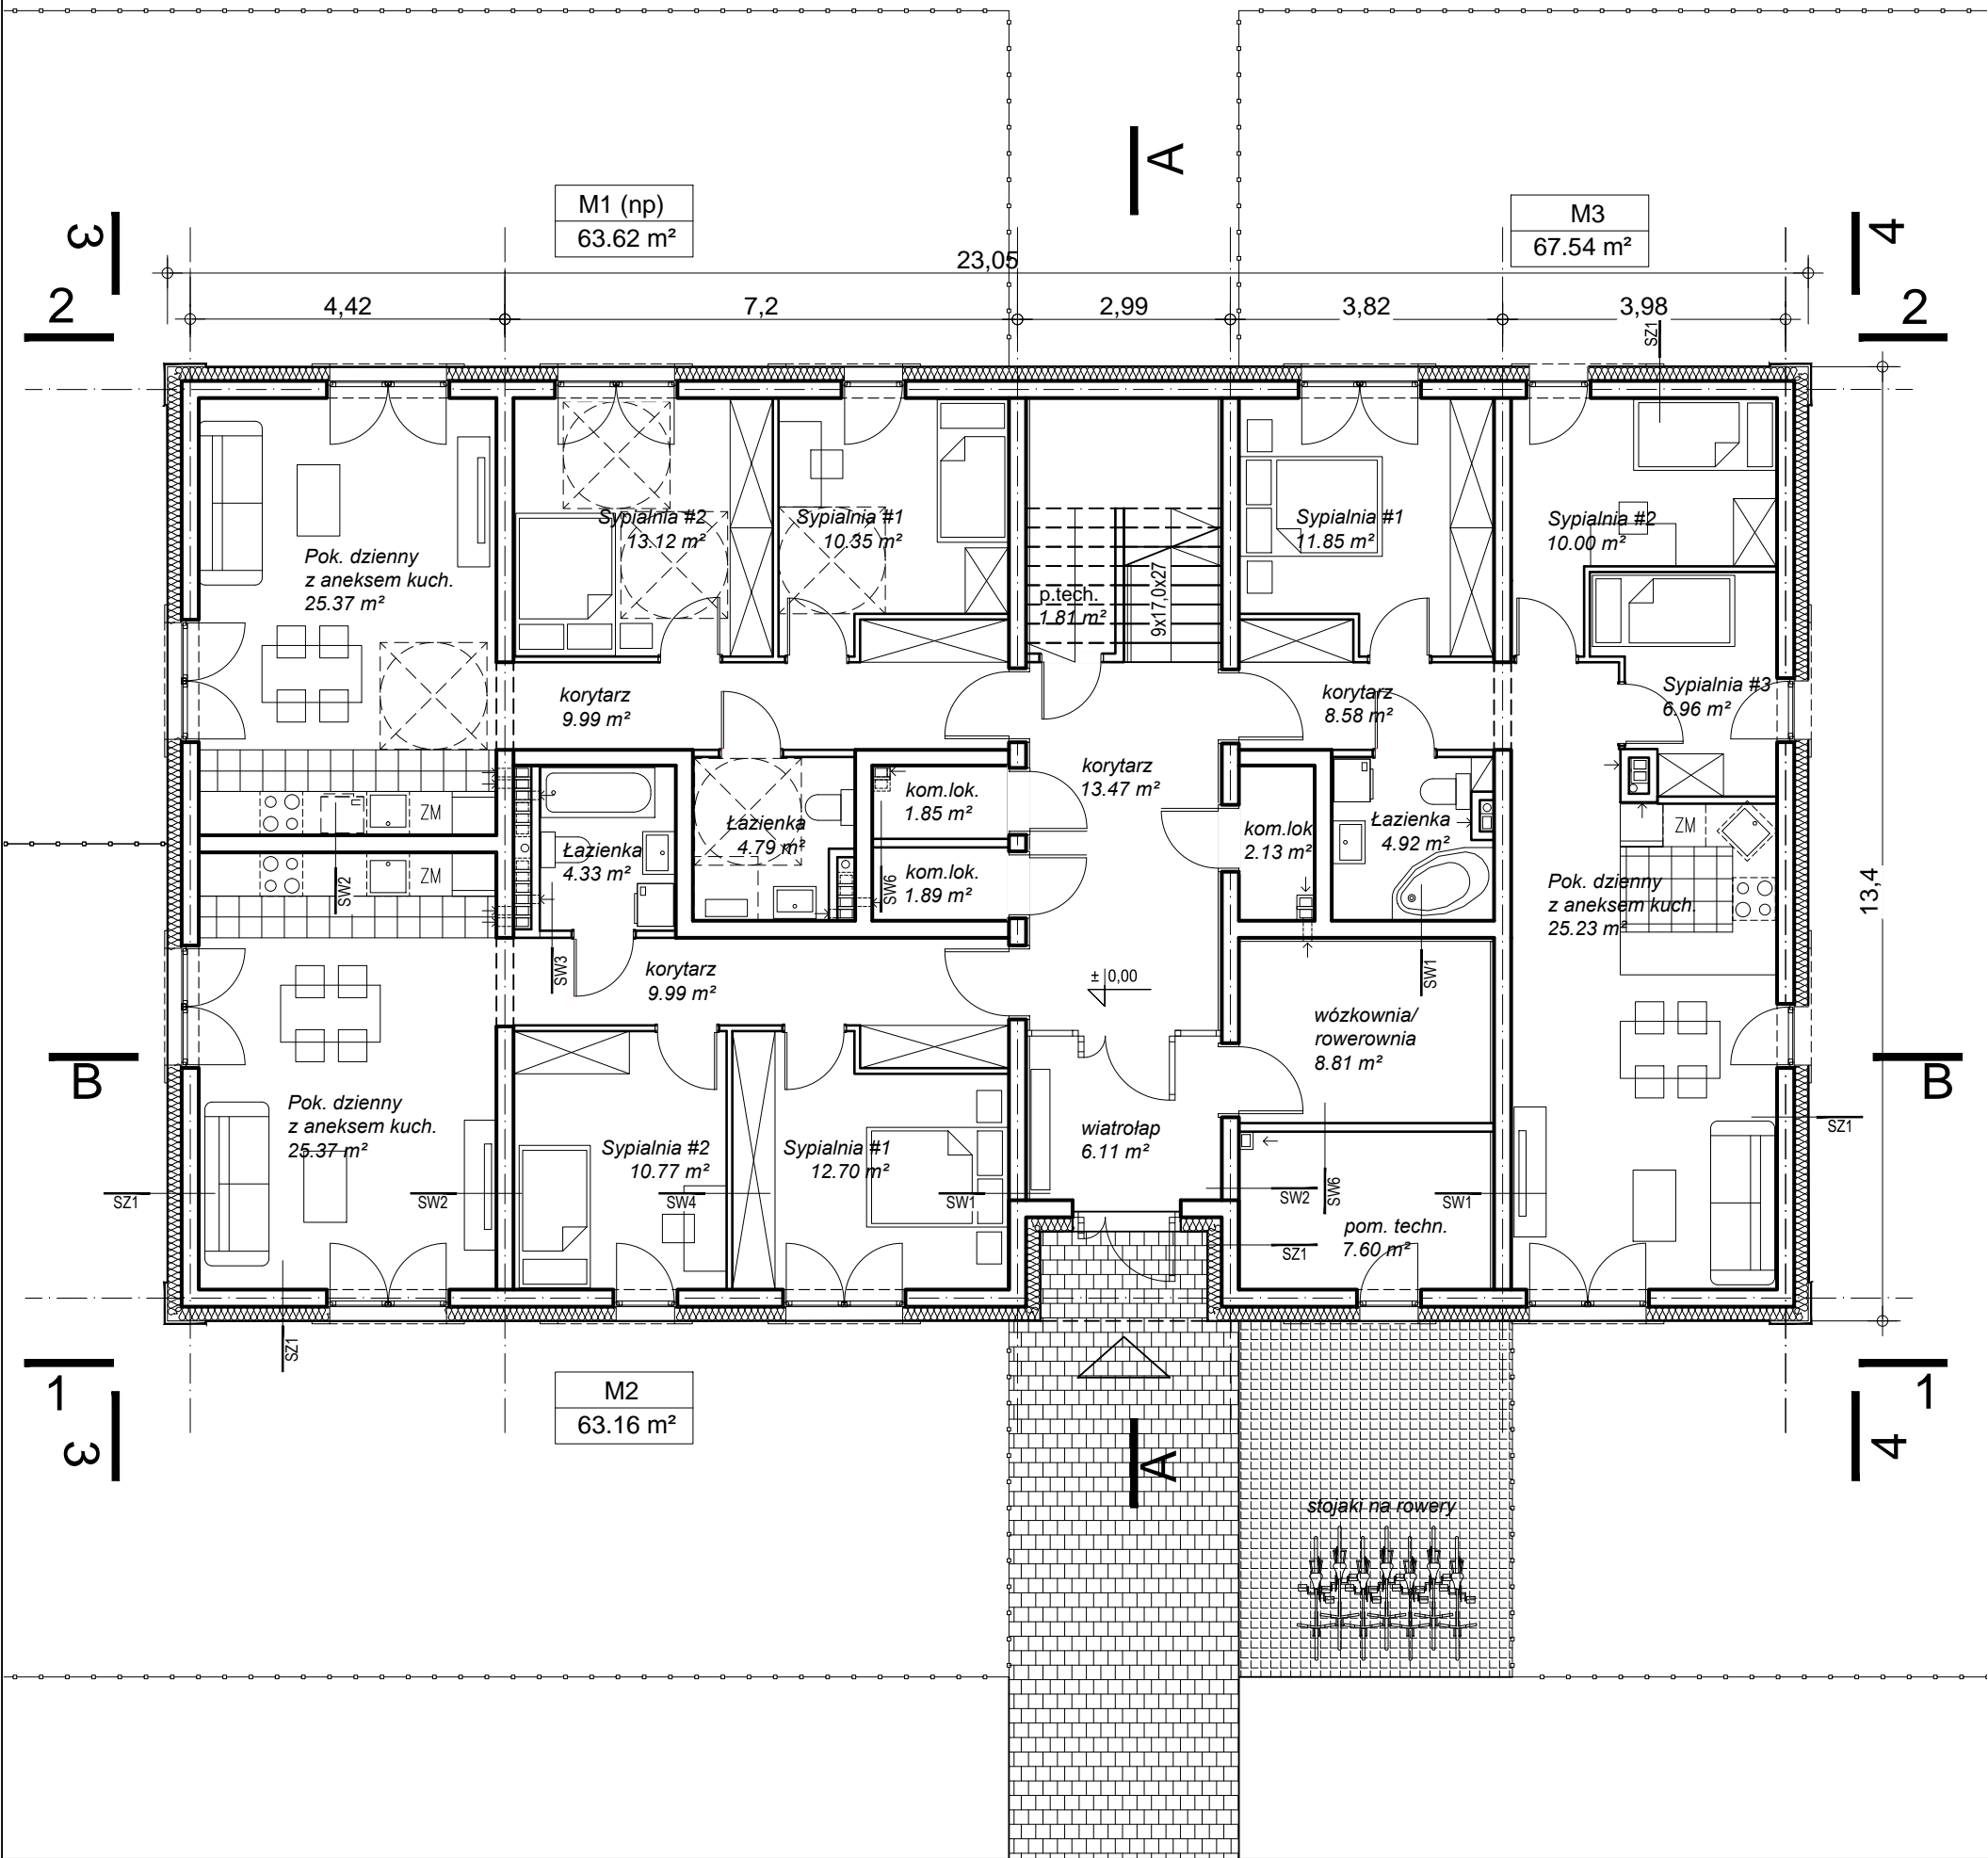 A
M1 (np)
63.62 m²
M3
67.54 m²
3
4
23,05
2
2
4,42
7,2
2,99
3,82
3,98
SZ1
Pok. dzienny
z aneksem kuch.
25.37 m²
Sypialnia #2
13.12 m²
Sypialnia #1
10.35 m²
p.tech.
1.81 m²
9x17,0x27
Sypialnia #1
11.85 m²
Sypialnia #2
10.00 m²
Sypialnia #3
6.96 m²
korytarz
9.99 m²
korytarz
8.58 m²
korytarz
13.47 m²
ZM
ZM
ZM
SW2
Łazienka
4.33 m²
Łazienka
4.79 m²
kom.lok.
1.85 m²
kom.lok.
1.89 m²
SW6
kom.lok
2.13 m²
Łazienka
4.92 m²
Pok. dzienny
z aneksem kuch.
25.23 m²
13,4
SW3
korytarz
9.99 m²
± 0,00
SW1
wózkownia/
rowerownia
8.81 m²
B
B
Pok. dzienny
z aneksem kuch.
25.37 m²
Sypialnia #2
10.77 m²
Sypialnia #1
12.70 m²
wiatrołap
6.11 m²
SZ1
SZ1
SW2
SW4
SW1
SW2
SW6
SW1
pom. techn.
7.60 m²
SZ1
SZ1
1
1
M2
63.16 m²
3
A
4
stojaki na rowery